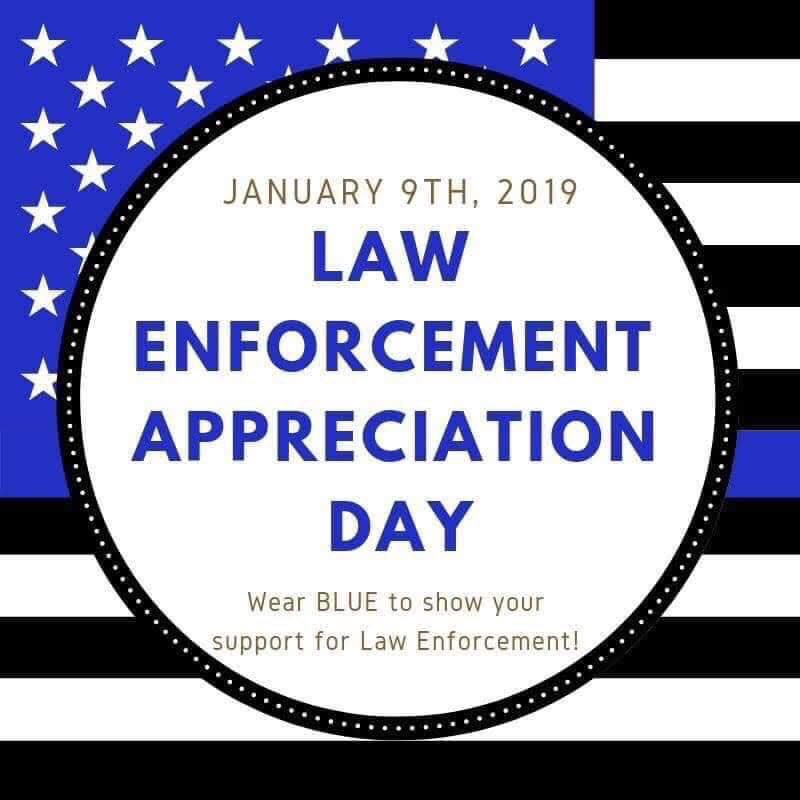 JANUARY 9TH, 2019
LAW
ENFORCEMENT
APPRECIATION
DAY
Wear BLUE to show your
support for Law Enforcement!